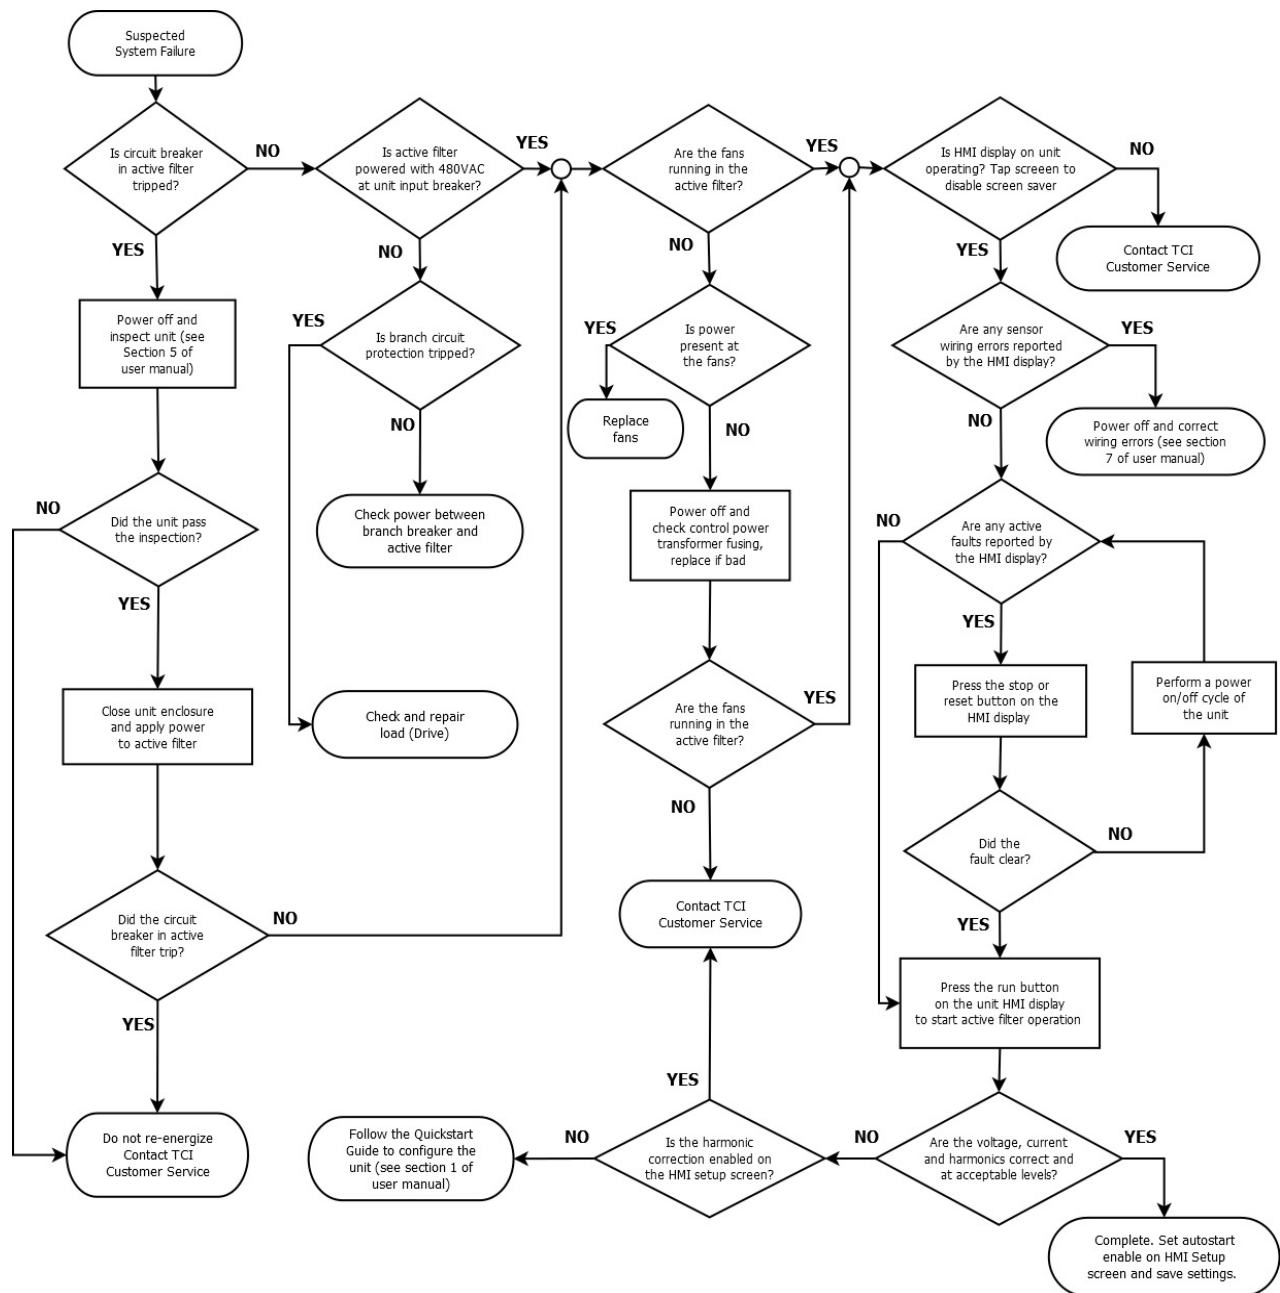 Suspected
System Failure
Is circuit breaker
in active filter
tripped?
NO
YES
Is active filter
powered with 480VAC
at unit input breaker?
YES
NO
Are the fans
running in the
active filter?
YES
NO
Is HMI display on unit
operating? Tap screeen to
disable screen saver
NO
YES
Contact TCI
Customer Service
Power off and
inspect unit (see
Section 5 of
user manual)
YES
Is branch circuit
protection tripped?
NO
YES
Is power
present at
the fans?
NO
Replace
fans
Are any sensor
wiring errors reported
by the HMI display?
YES
NO
Power off and correct
wiring errors (see section
7 of user manual)
NO
Did the unit pass
the inspection?
YES
Check power between
branch breaker and
active filter
Power off and
check control power
transformer fusing,
replace if bad
NO
Are any active
faults reported by
the HMI display?
YES
Close unit enclosure
and apply power
to active filter
Check and repair
load (Drive)
Are the fans
running in the
active filter?
YES
NO
Press the stop or
reset button on the
HMI display
Perform a power
on/off cycle of
the unit
Did the
fault clear?
NO
YES
Did the circuit
breaker in active
filter trip?
NO
YES
Contact TCI
Customer Service
Press the run button
on the unit HMI display
to start active filter operation
Do not re-energize
Contact TCI
Customer Service
Follow the Quickstart
Guide to configure the
unit (see section 1 of
user manual)
NO
YES
Is the harmonic
correction enabled on
the HMI setup screen?
NO
Are the voltage, current
and harmonics correct and
at acceptable levels?
YES
Complete. Set autostart
enable on HMI Setup
screen and save settings.